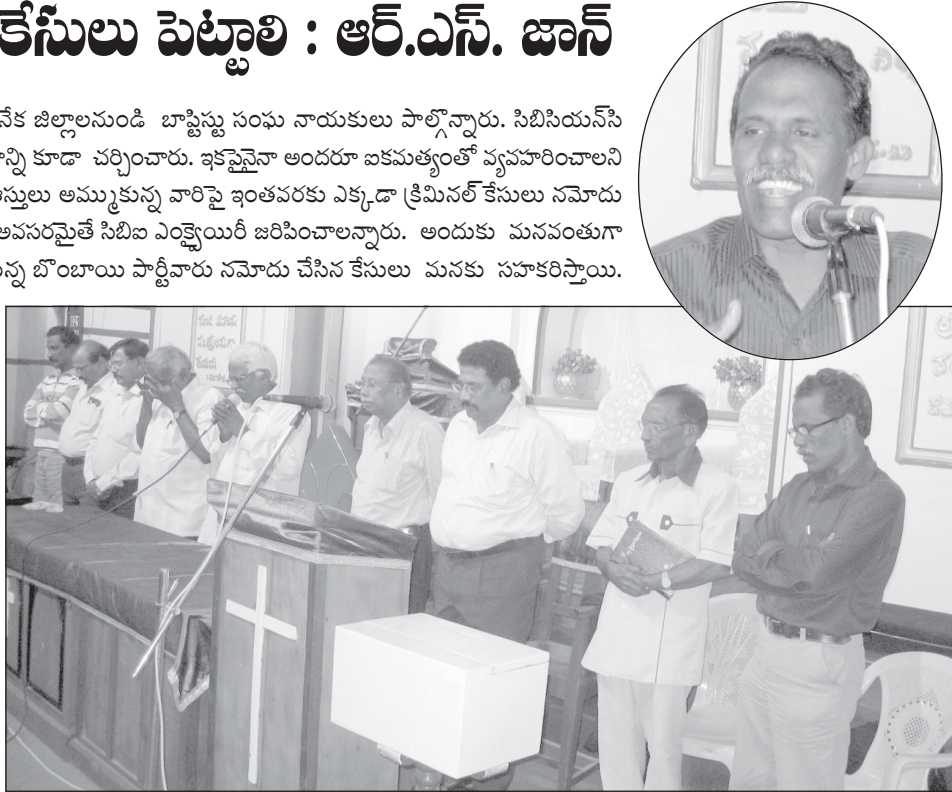 కేసులు పెట్టాలి : ఆర్.ఎస్. జాన్
నేక జిల్లాలనుండి బాప్టిస్టు సంఘ నాయకులు పాల్గొన్నారు. సిబిసియన్‌సి
న్ని కూడా చర్చించారు. ఇకపైనైనా అందరూ ఐకమత్యంతో వ్యవహరించాలని
స్తులు అమ్ముకున్న వారిపై ఇంతవరకు ఎక్కడా క్రిమినల్ కేసులు నమోదు
అవసరమైతే సిబిఐ ఎంక్వైయిరీ జరిపించాలన్నారు. అందుకు మనవంతుగా
న్న బొంబాయి పార్టీవారు నమోదు చేసిన కేసులు మనకు సహకరిస్తాయి.